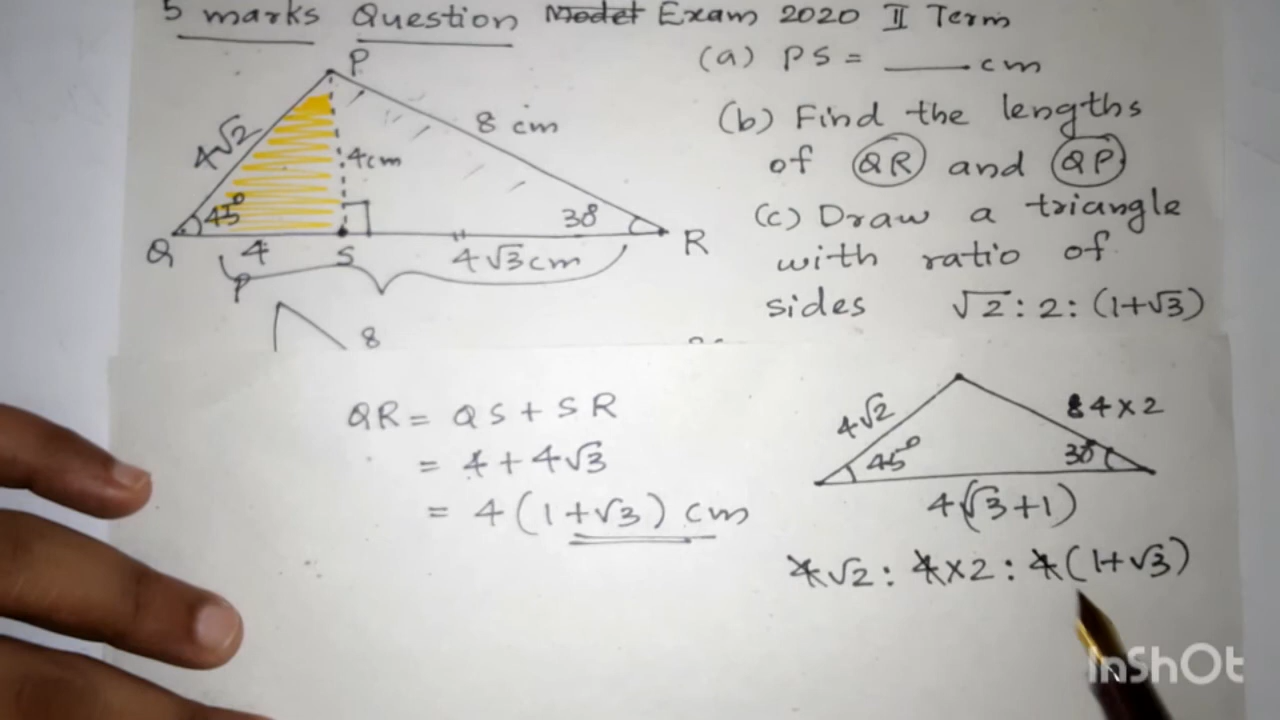 5 marks Question Model Exam 2020 II Term
(a) PS = ____ cm
(b) Find the lengths
of QR and QP
(c) Draw a triangle
with ratio of
sides √2 : 2 : (1+√3)
P
4√2
8 cm
4cm
45°
30°
Q
4
S
4√3cm
R
P
8
QR = QS + SR
= 4 + 4√3
= 4(1+√3) cm
4√2
4×2
45°
30°
4(√3+1)
4√2 : 4×2 : 4(1+√3)
InShOt